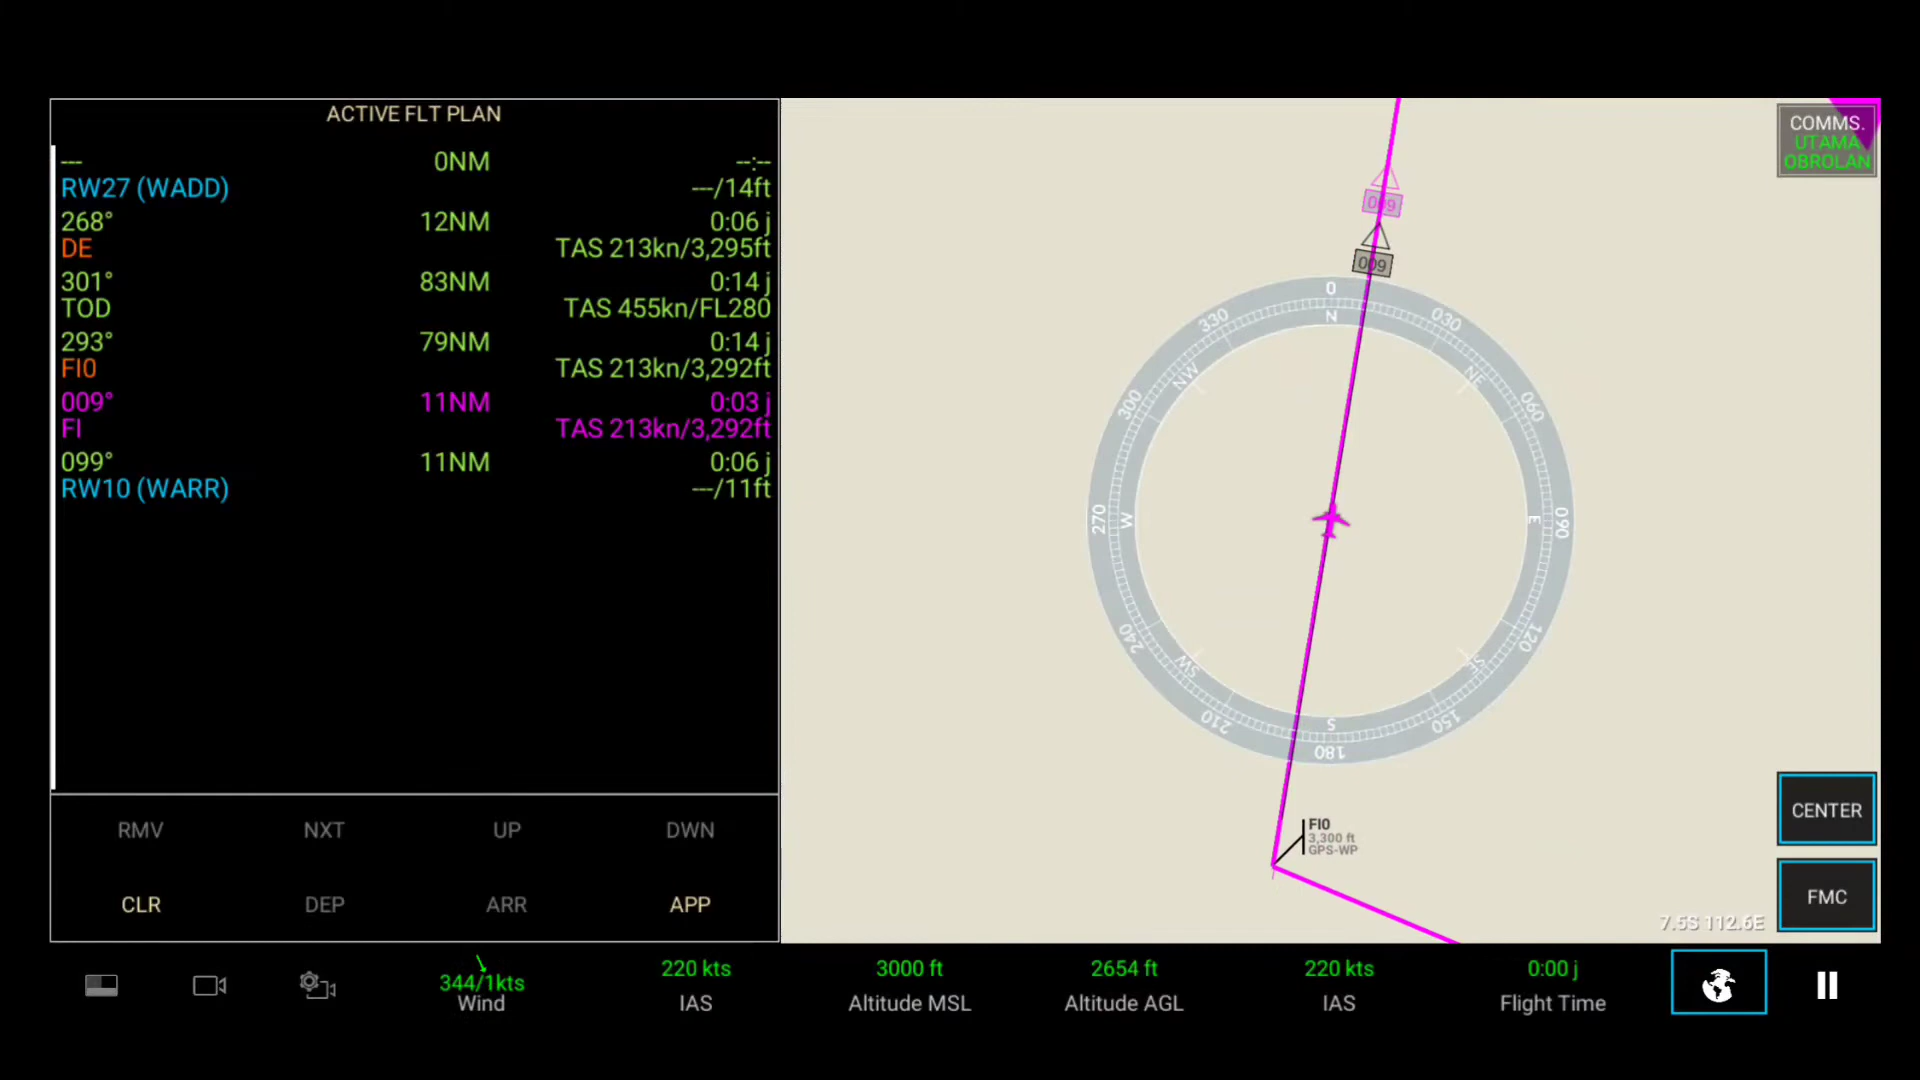 ACTIVE FLT PLAN
--- 0NM --:--
RW27 (WADD) ---/14ft
268° 12NM 0:06 j
DE TAS 213kn/3,295ft
301° 83NM 0:14 j
TOD TAS 455kn/FL280
293° 79NM 0:14 j
FI0 TAS 213kn/3,292ft
009° 11NM 0:03 j
FI TAS 213kn/3,292ft
099° 11NM 0:06 j
RW10 (WARR) ---/11ft
RMV NXT UP DWN
CLR DEP ARR APP
COMMS.
UTAMA
OBROLAN
009
009
0
N
330
030
NW
NE
300
060
270
W
E
090
240
120
SW
SE
210
150
S
180
FI0
3,300 ft
GPS-WP
CENTER
FMC
7.5S 112.6E
344/1kts
Wind
220 kts
IAS
3000 ft
Altitude MSL
2654 ft
Altitude AGL
220 kts
IAS
0:00 j
Flight Time